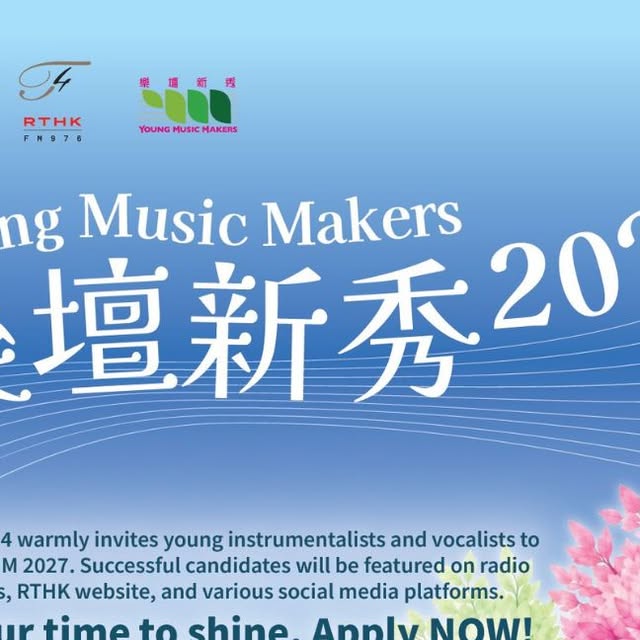 F4
RTHK
FM976
樂壇新秀
YOUNG MUSIC MAKERS
ng Music Makers
壇新秀 202
4 warmly invites young instrumentalists and vocalists to
M 2027. Successful candidates will be featured on radio
s, RTHK website, and various social media platforms.
ur time to shine. Apply NOW!